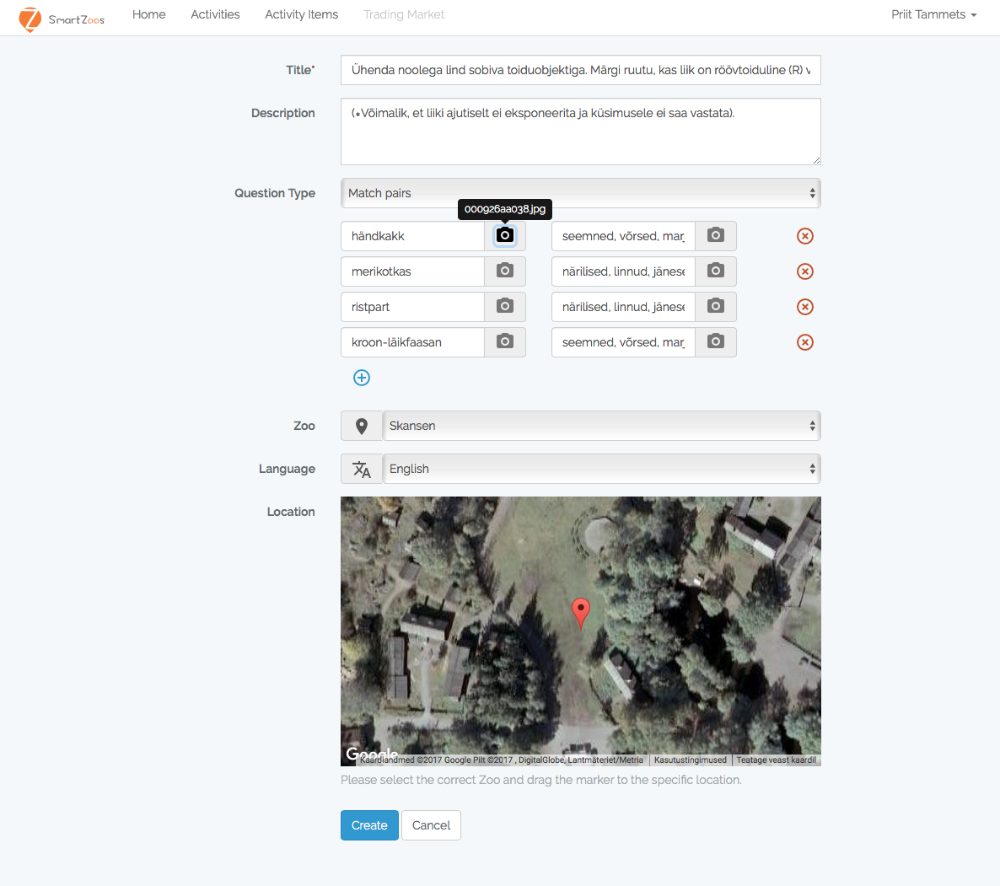 SmartZoos Home Activities Activity Items Trading Market Priit Tammets
Title* Ühenda noolega lind sobiva toiduobjektiga. Märgi ruutu, kas liik on röövtoiduline (R) v
Description (*Võimalik, et liiki ajutiselt ei eksponeerita ja küsimusele ei saa vastata).
Question Type Match pairs
000926aa038.jpg
händkakk seemned, võrsed, marj
merikotkas närilised, linnud, jänese
ristpart närilised, linnud, jänese
kroon-läikfaasan seemned, võrsed, marj
Zoo Skansen
Language English
Location
Google
Kaardiandmed ©2017 Google Pilt ©2017 , DigitalGlobe, Lantmäteriet/Metria Kasutustingimused Teatage veast kaardil
Please select the correct Zoo and drag the marker to the specific location.
Create Cancel